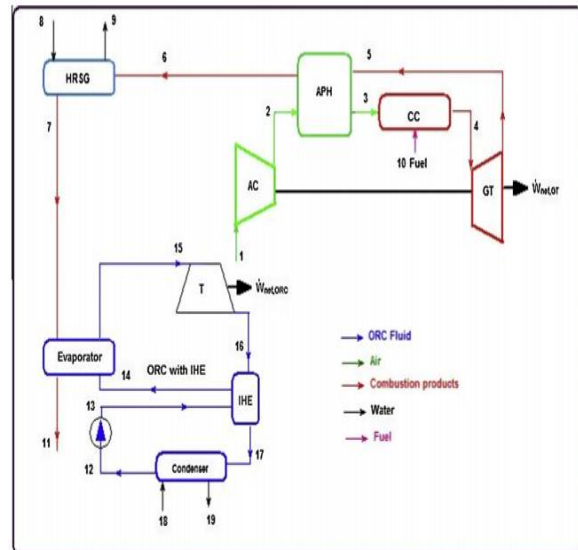 8
9
5
6
HRSG
APH
2
3
CC
4
7
10 Fuel
AC
GT
Ẇnet,GT
15
1
T
Ẇnet,ORC
16
ORC Fluid
Evaporator
ORC with IHE
Air
14
IHE
Combustion products
13
Water
11
17
Fuel
12
Condenser
18
19